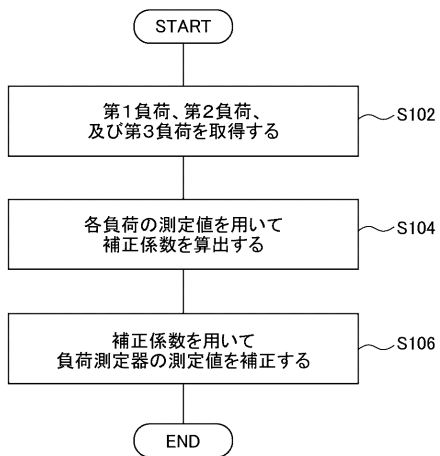 START
第1負荷、第2負荷、
及び第3負荷を取得する
S102
各負荷の測定値を用いて
補正係数を算出する
S104
補正係数を用いて
負荷測定器の測定値を補正する
S106
END